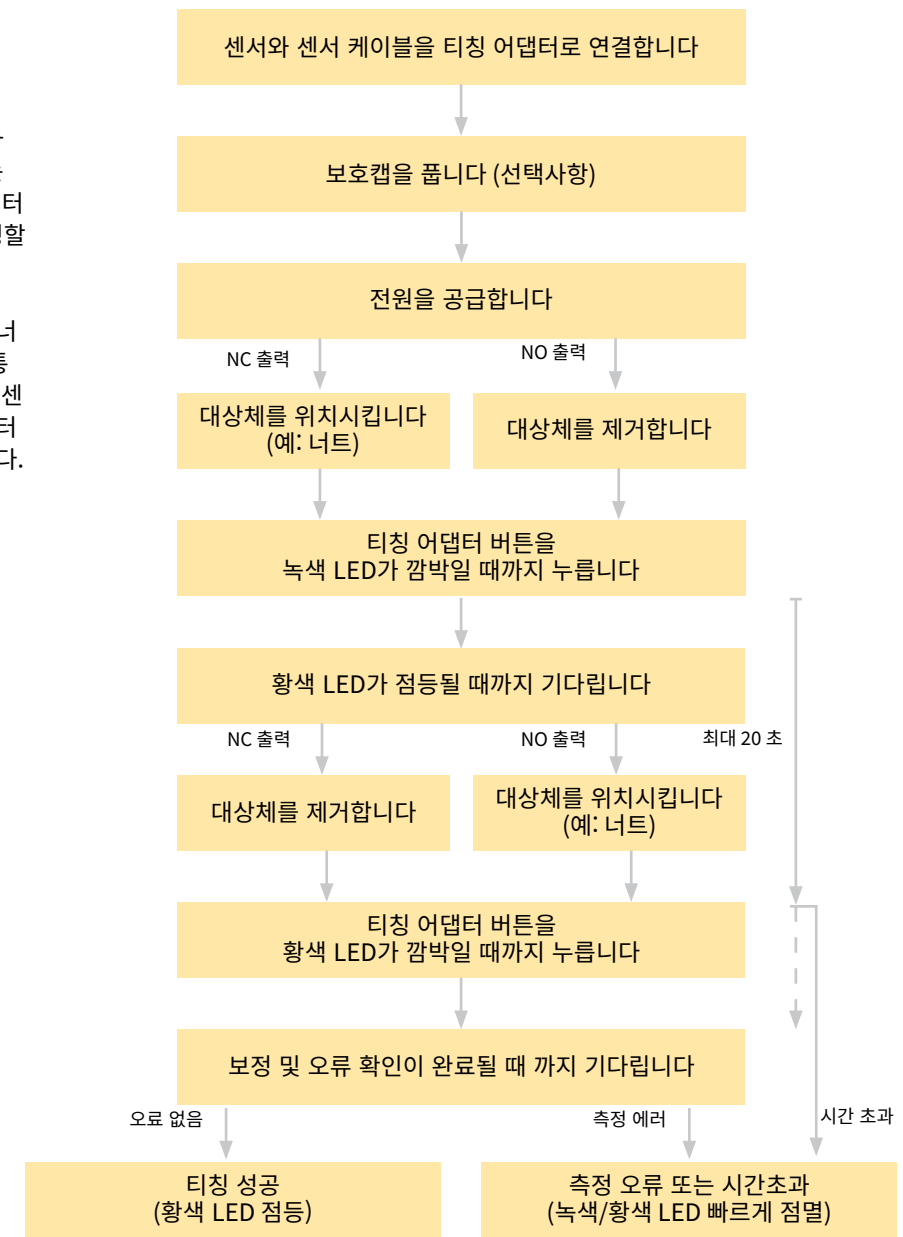 센서와 센서 케이블을 티칭 어댑터로 연결합니다
보호캡을 풉니다 (선택사항)
터
할
전원을 공급합니다
너
NC 출력
NO 출력
통
센
터
다.
대상체를 위치시킵니다
(예: 너트)
대상체를 제거합니다
티칭 어댑터 버튼을
녹색 LED가 깜박일 때까지 누릅니다
황색 LED가 점등될 때까지 기다립니다
NC 출력
NO 출력
최대 20 초
대상체를 제거합니다
대상체를 위치시킵니다
(예: 너트)
티칭 어댑터 버튼을
황색 LED가 깜박일 때까지 누릅니다
보정 및 오류 확인이 완료될 때 까지 기다립니다
오료 없음
측정 에러
시간 초과
티칭 성공
(황색 LED 점등)
측정 오류 또는 시간초과
(녹색/황색 LED 빠르게 점멸)